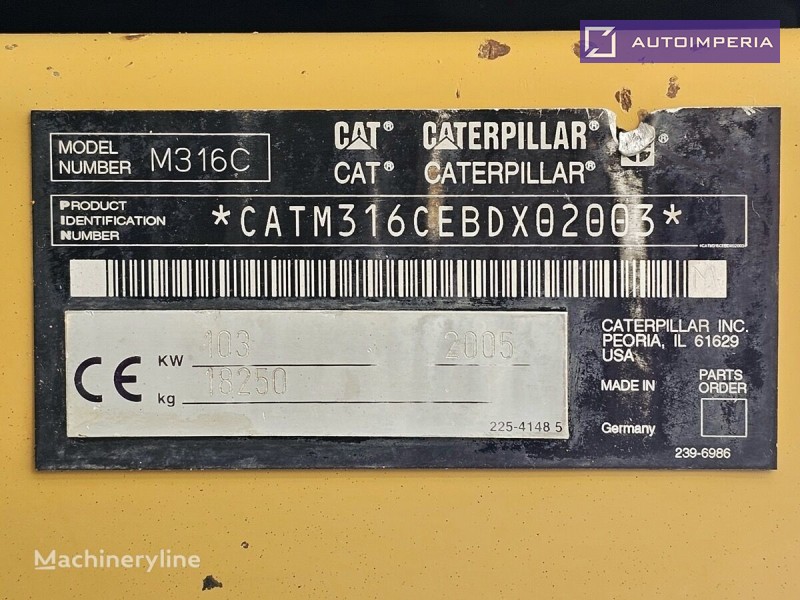 AUTOIMPERIA
MODEL NUMBER M316C
CAT® CATERPILLAR® ®
CAT® CATERPILLAR®
PRODUCT IDENTIFICATION NUMBER *CATM316CEBDX02003*
*CATM316CEBDX02003*
CE KW 103 2005
kg 18250
225-4148 5
CATERPILLAR INC.
PEORIA, IL 61629
USA
MADE IN
Germany
PARTS ORDER
239-6986
Machineryline